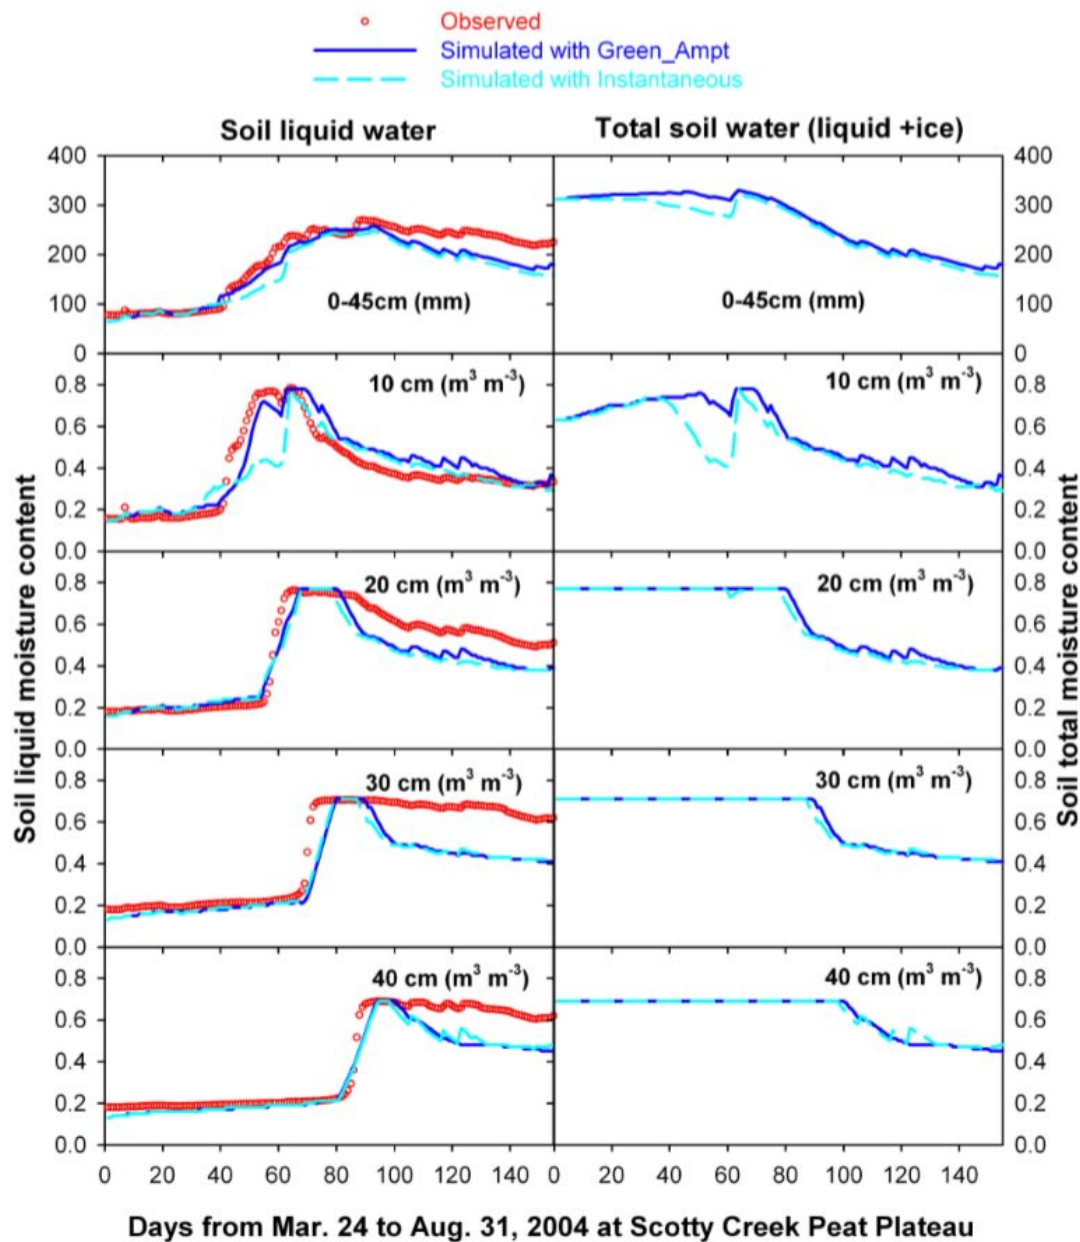 Observed
Simulated with Green_Ampt
Simulated with Instantaneous
Soil liquid water
Total soil water (liquid +ice)
400
300
200
100
0
0-45cm (mm)
0-45cm (mm)
400
300
200
100
0
0.8
0.6
0.4
0.2
0.0
10 cm (m³ m⁻³)
10 cm (m³ m⁻³)
0.8
0.6
0.4
0.2
0.0
0.8
0.6
0.4
0.2
0.0
20 cm (m³ m⁻³)
20 cm (m³ m⁻³)
0.8
0.6
0.4
0.2
0.0
0.8
0.6
0.4
0.2
0.0
30 cm (m³ m⁻³)
30 cm (m³ m⁻³)
0.8
0.6
0.4
0.2
0.0
0.8
0.6
0.4
0.2
0.0
40 cm (m³ m⁻³)
40 cm (m³ m⁻³)
0.8
0.6
0.4
0.2
0.0
Soil liquid moisture content
Soil total moisture content
0 20 40 60 80 100 120 140 0 20 40 60 80 100 120 140
Days from Mar. 24 to Aug. 31, 2004 at Scotty Creek Peat Plateau